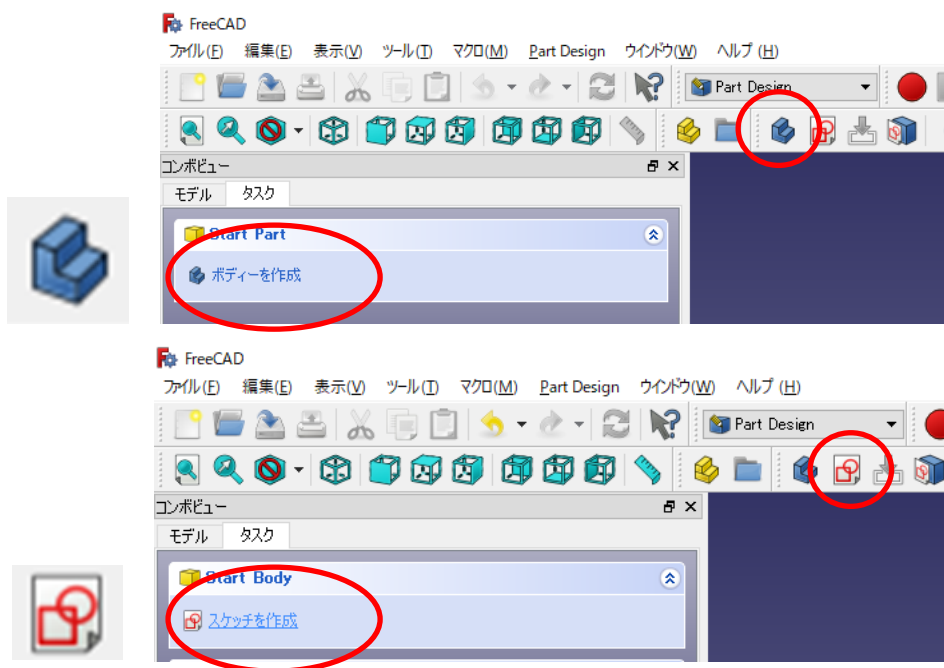 FreeCAD
ファイル(F) 編集(E) 表示(V) ツール(T) マクロ(M) Part Design ウインドウ(W) ヘルプ (H)
Part Design
コンボビュー
モデル タスク
Start Part
ボディーを作成
FreeCAD
ファイル(F) 編集(E) 表示(V) ツール(T) マクロ(M) Part Design ウインドウ(W) ヘルプ (H)
Part Design
コンボビュー
モデル タスク
Start Body
スケッチを作成